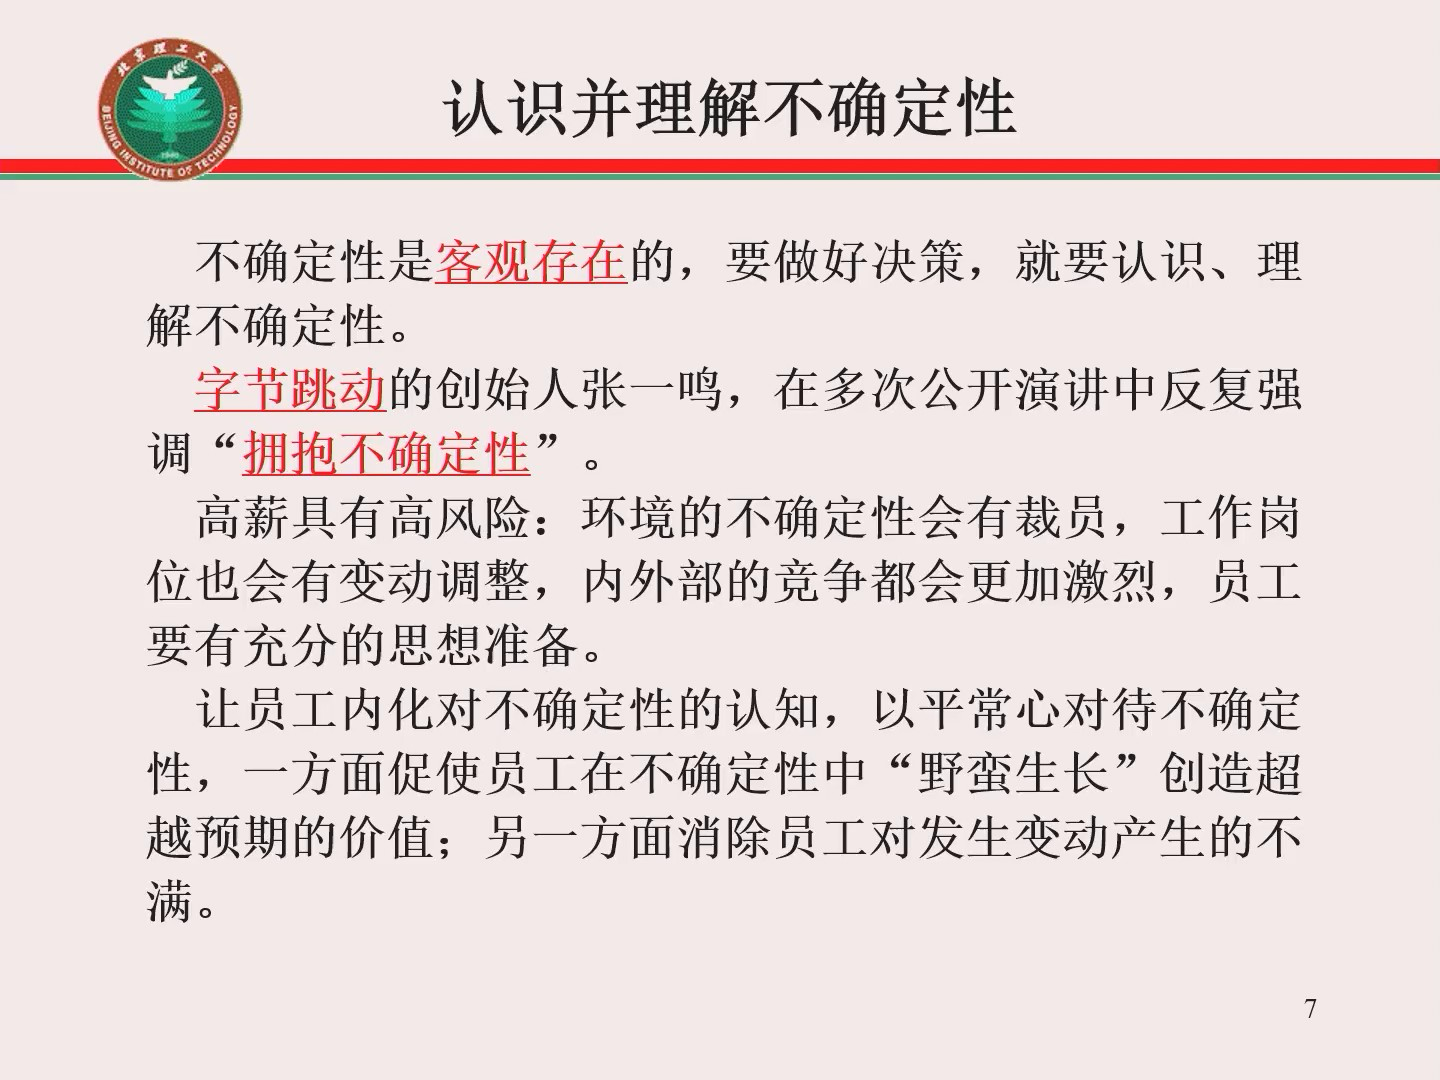 北京理工大学
BEIJING INSTITUTE OF TECHNOLOGY
1940
认识并理解不确定性
不确定性是客观存在的，要做好决策，就要认识、理
解不确定性。
字节跳动的创始人张一鸣，在多次公开演讲中反复强
调“拥抱不确定性”。
高薪具有高风险：环境的不确定性会有裁员，工作岗
位也会有变动调整，内外部的竞争都会更加激烈，员工
要有充分的思想准备。
让员工内化对不确定性的认知，以平常心对待不确定
性，一方面促使员工在不确定性中“野蛮生长”创造超
越预期的价值；另一方面消除员工对发生变动产生的不
满。
7